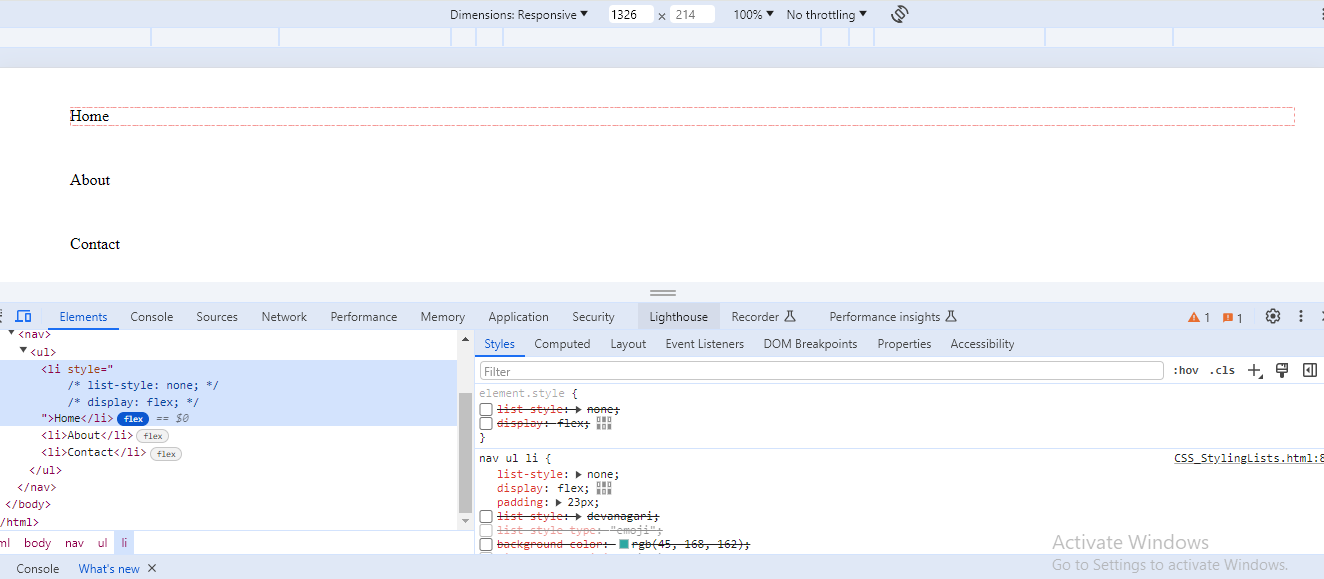 Dimensions: Responsive ▼ 1326 × 214 100% ▼ No throttling ▼
Home
About
Contact
Elements Console Sources Network Performance Memory Application Security Lighthouse Recorder Performance insights 1 1
<nav>
<ul>
<li style="
/* list-style: none; */
/* display: flex; */
">Home</li> flex == $0
<li>About</li> flex
<li>Contact</li> flex
</ul>
</nav>
</body>
/html>
ml body nav ul li
Styles Computed Layout Event Listeners DOM Breakpoints Properties Accessibility
Filter :hov .cls
element.style {
list-style: none;
display: flex;
}
nav ul li { CSS_StylingLists.html:8
list-style: none;
display: flex;
padding: 23px;
list-style: devanagari;
list-style-type: "emoji";
background-color: rgb(45, 168, 162);
Activate Windows
Go to Settings to activate Windows.
Console What's new ×